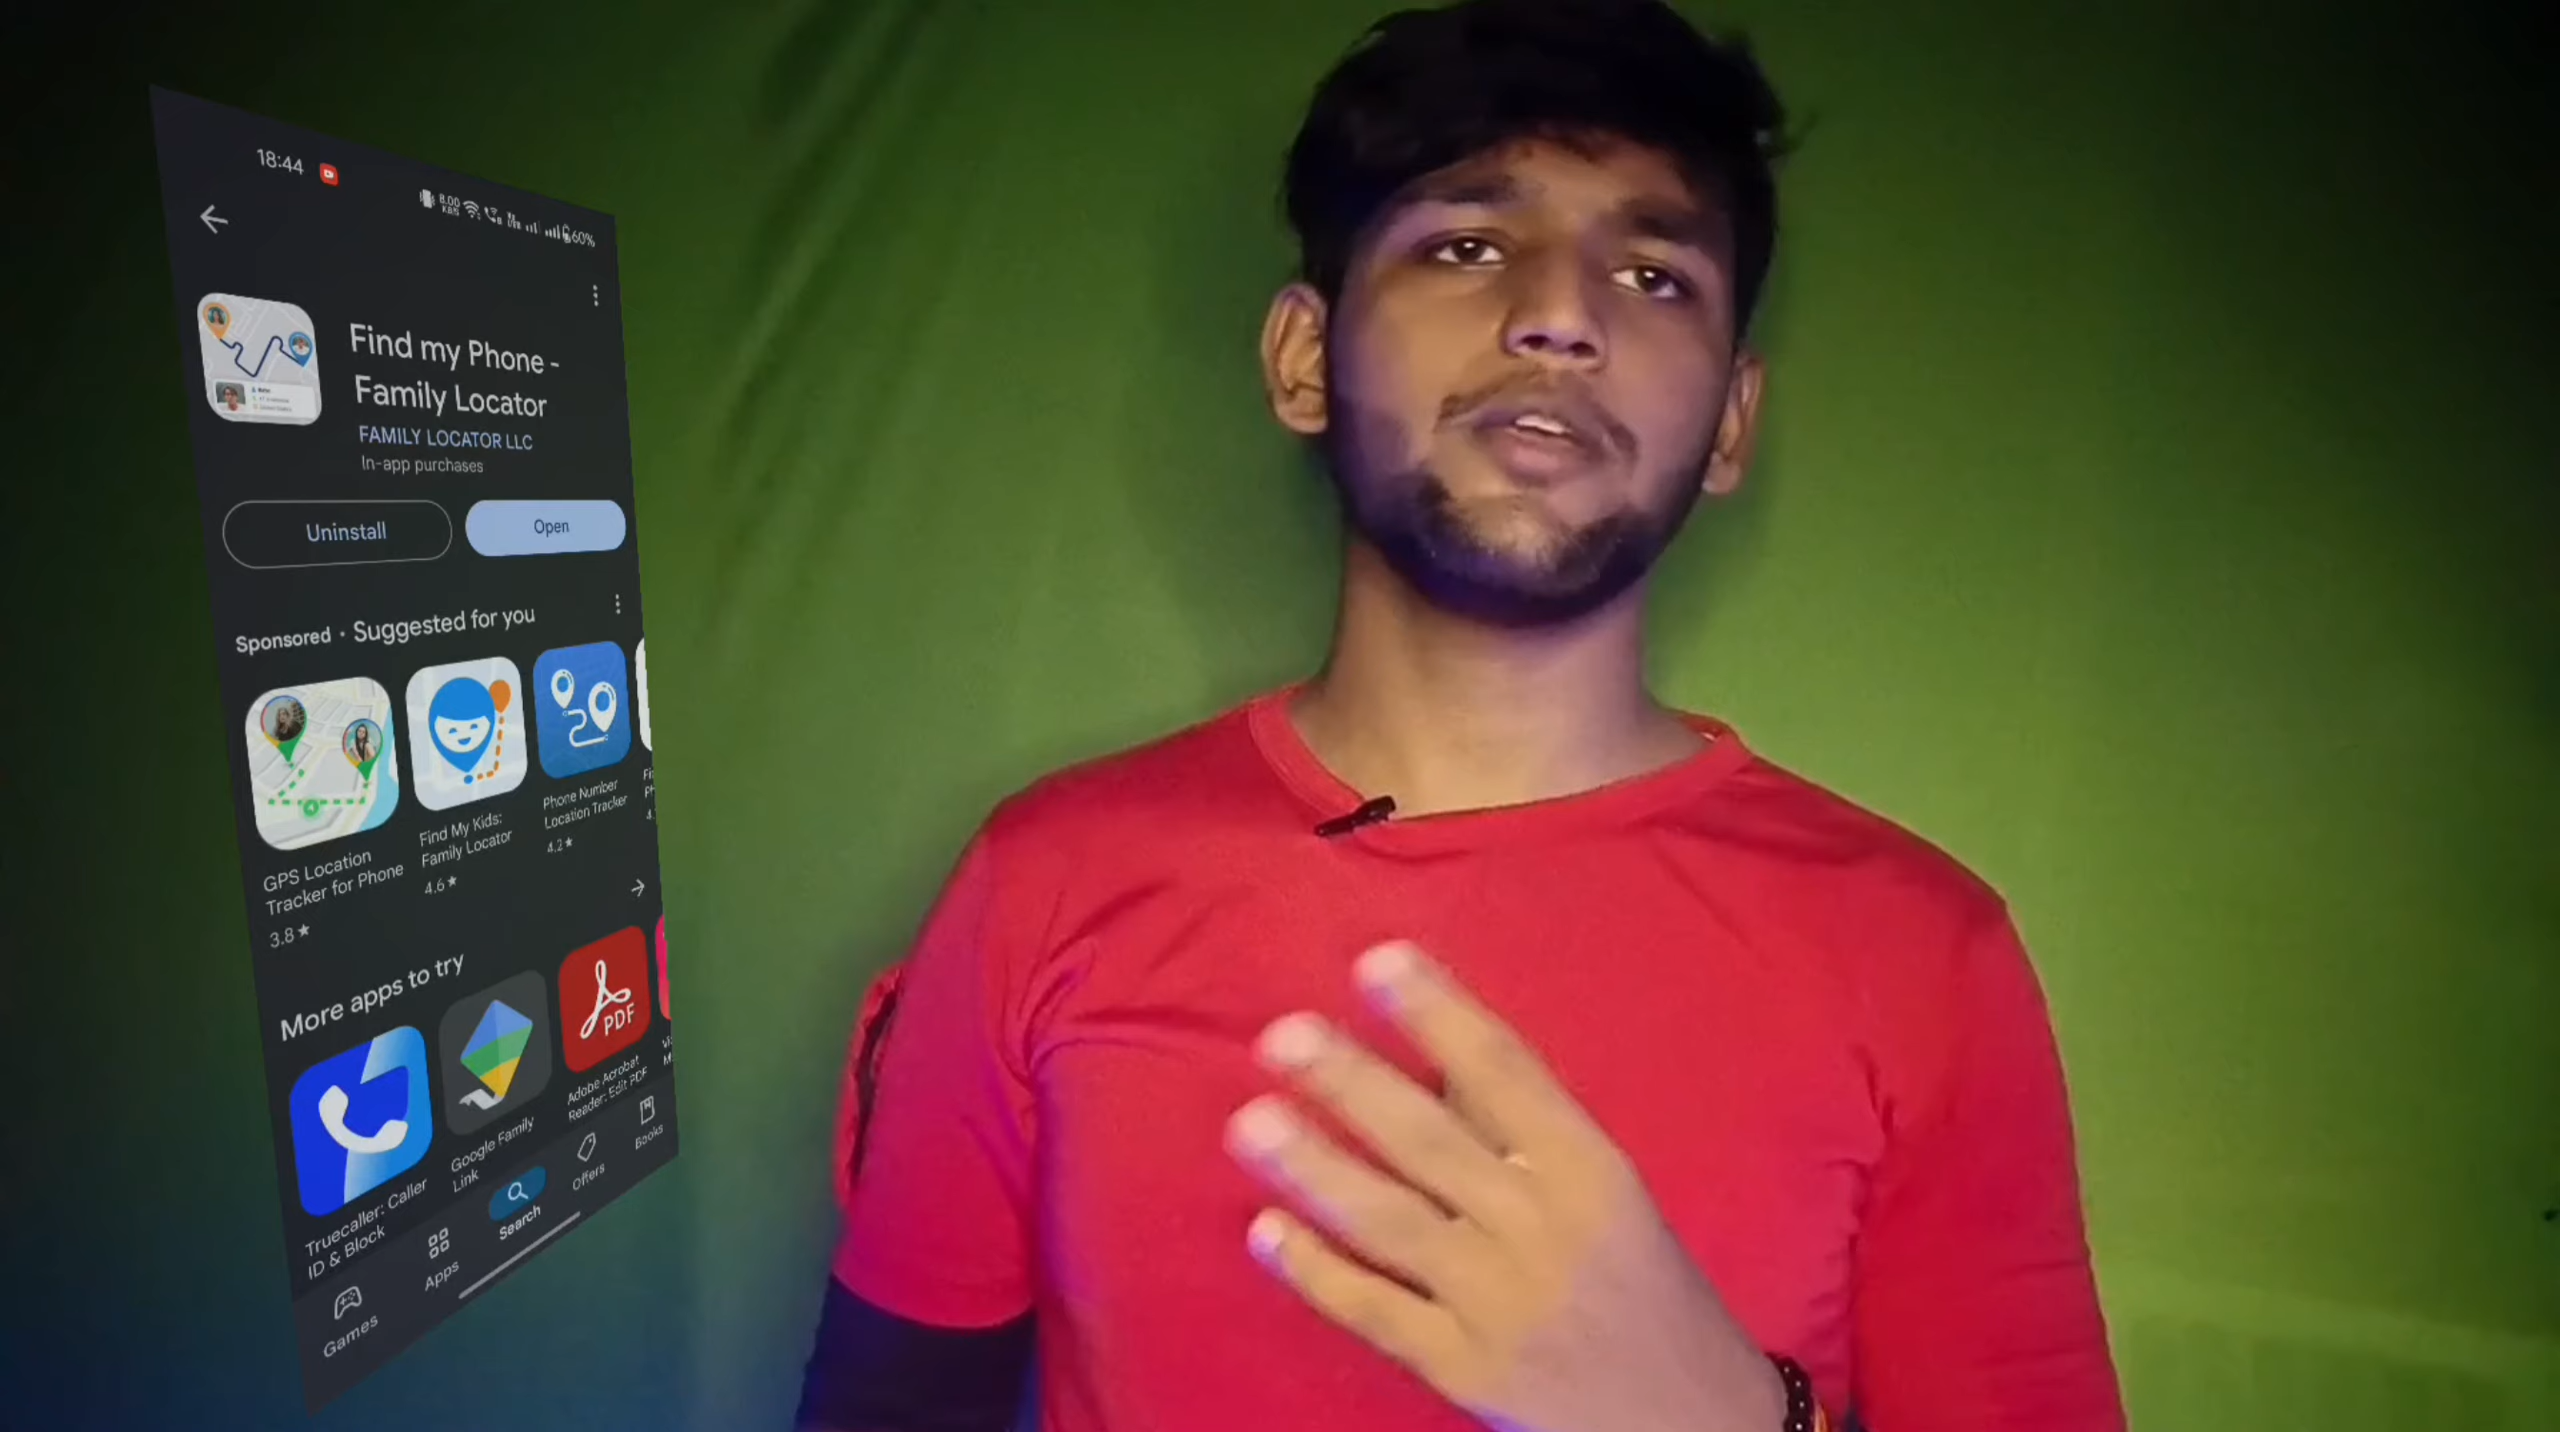 18:44
8.00
KB/S
60%
Find my Phone -
Family Locator
FAMILY LOCATOR LLC
In-app purchases
Uninstall
Open
Sponsored • Suggested for you
GPS Location
Tracker for Phone
3.8 ★
Find My Kids:
Family Locator
4.6 ★
Phone Number
Location Tracker
4.2 ★
More apps to try
Truecaller: Caller
ID & Block
Google Family
Link
PDF
Adobe Acrobat
Reader: Edit PDF
Games
Apps
Search
Offers
Books